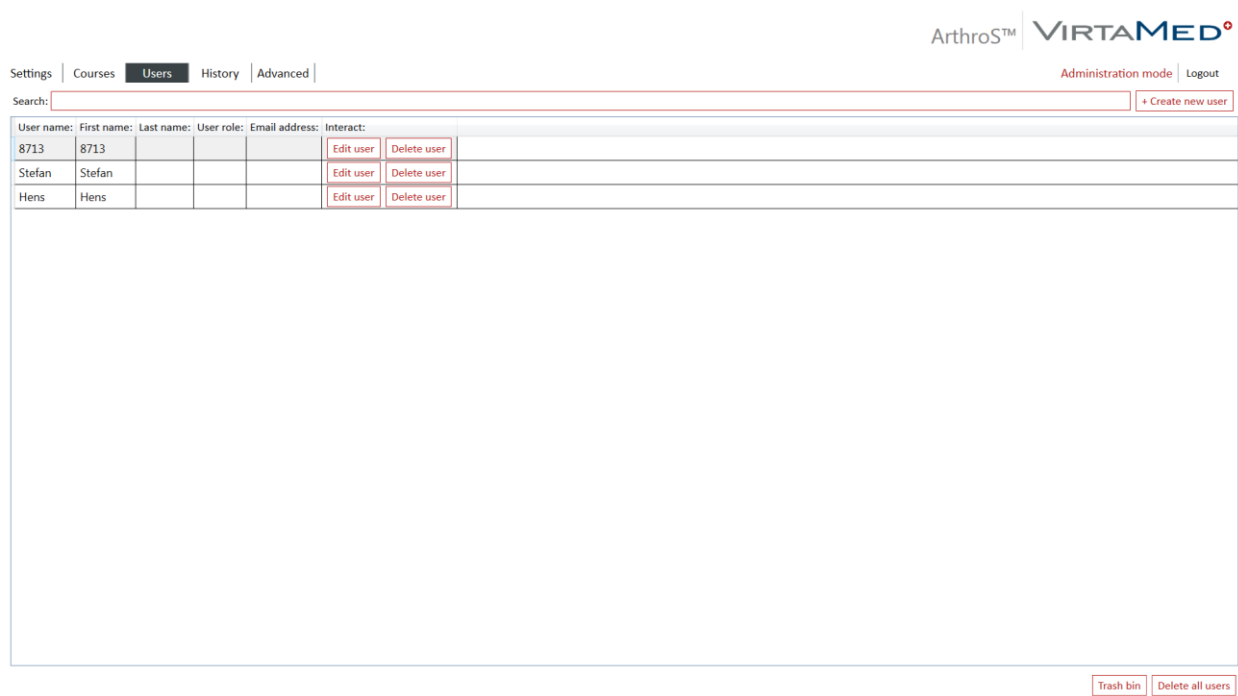 ArthroS™ VIRTAMED
Settings Courses Users History Advanced Administration mode Logout
Search: + Create new user
User name: First name: Last name: User role: Email address: Interact:
8713 8713 Edit user Delete user
Stefan Stefan Edit user Delete user
Hens Hens Edit user Delete user
Trash bin Delete all users